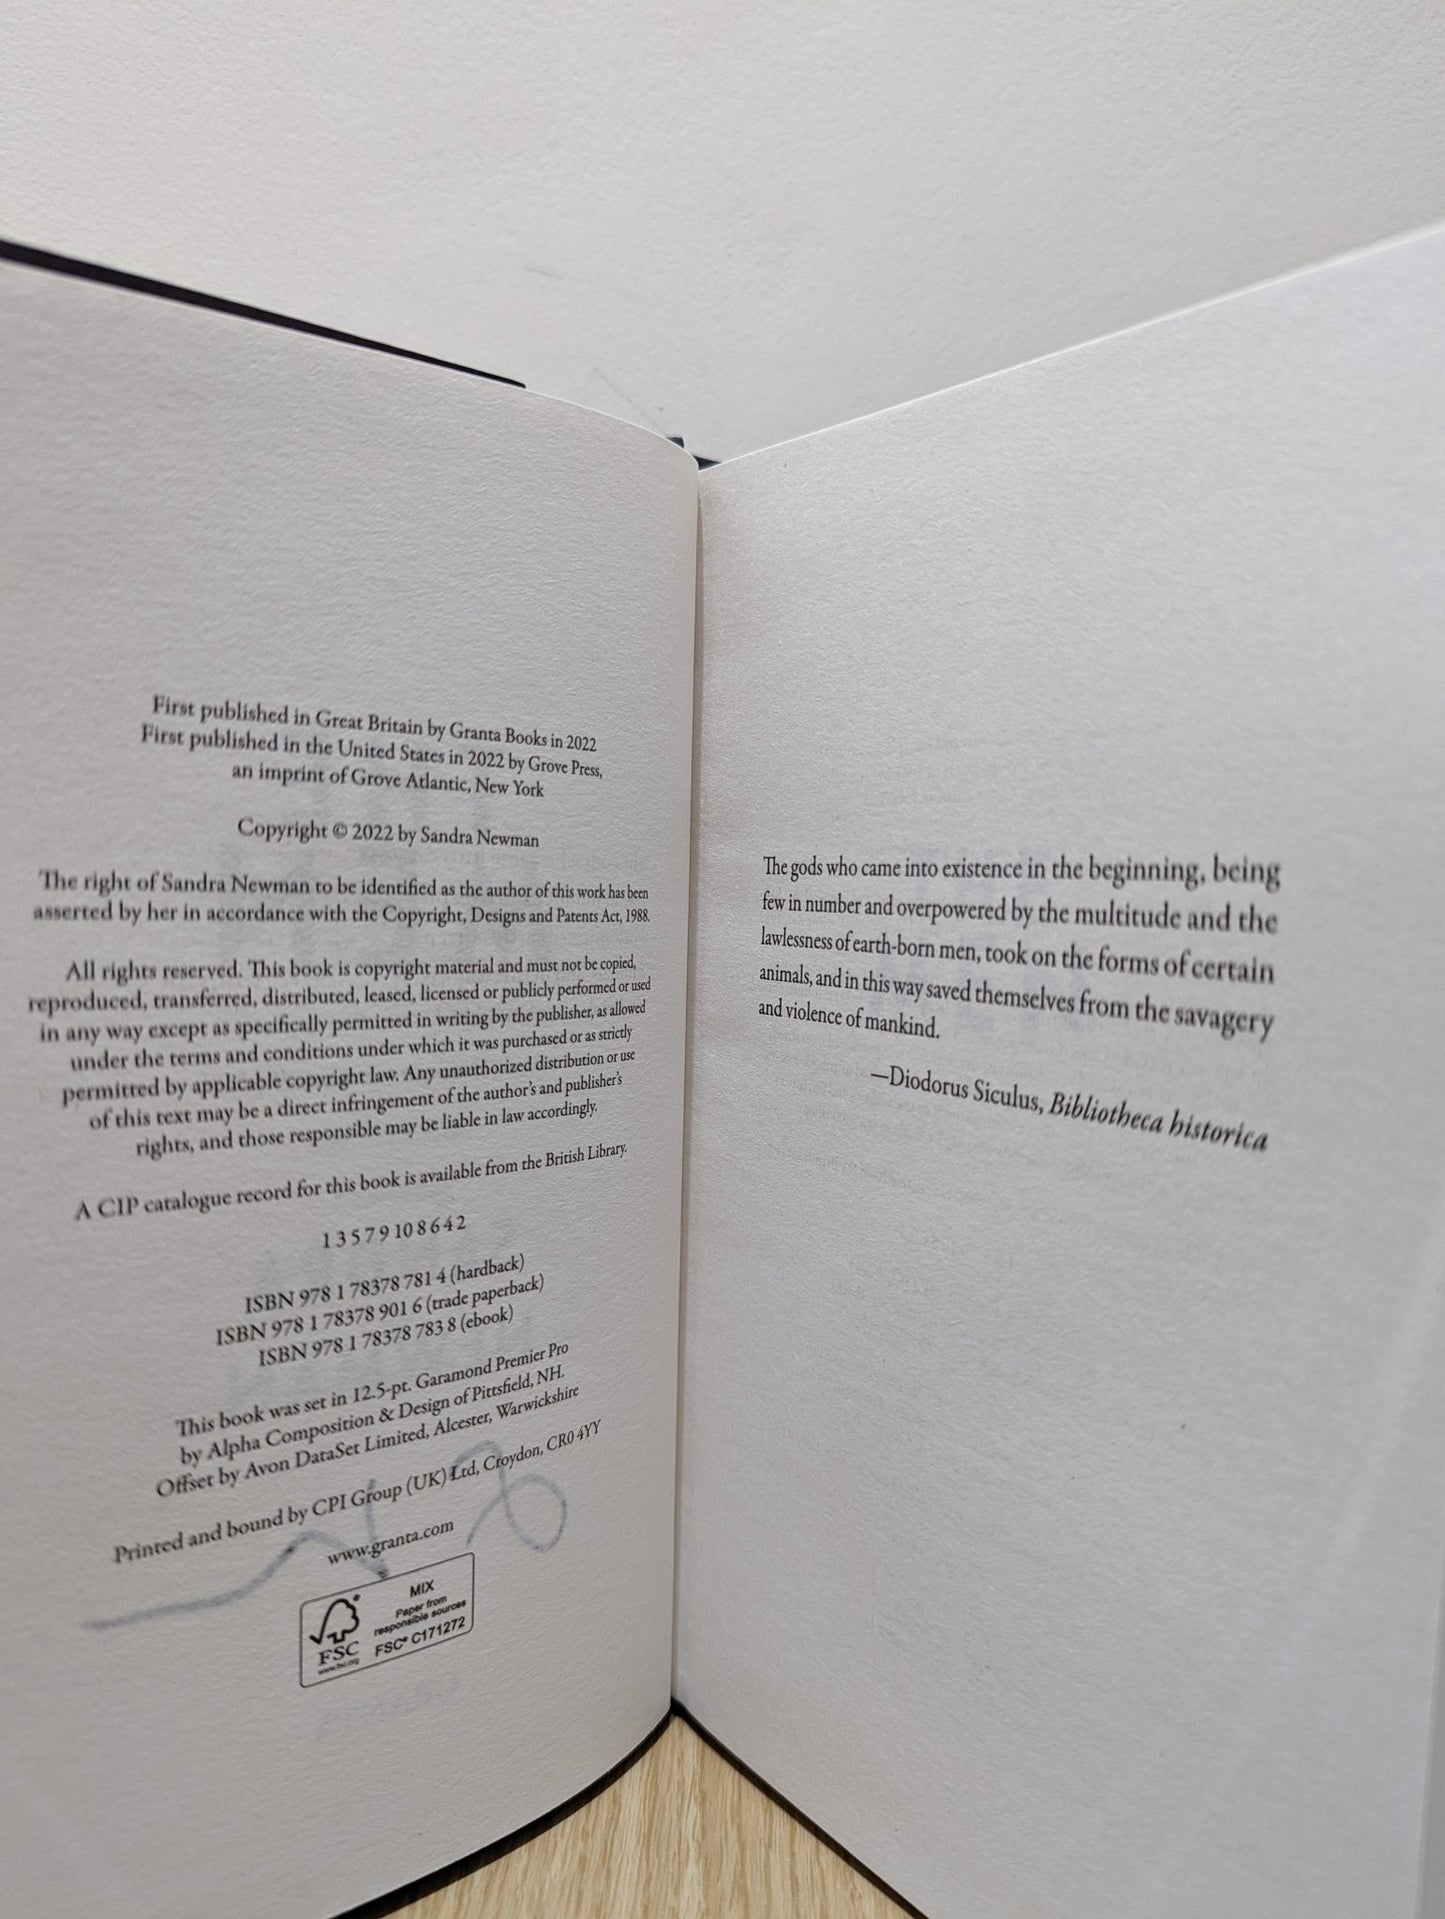 First published in Great Britain by Granta Books in 2022
First published in the United States in 2022 by Grove Press,
an imprint of Grove Atlantic, New York
Copyright © 2022 by Sandra Newman
The right of Sandra Newman to be identified as the author of this work has been
asserted by her in accordance with the Copyright, Designs and Patents Act, 1988.
All rights reserved. This book is copyright material and must not be copied,
reproduced, transferred, distributed, leased, licensed or publicly performed or used
in any way except as specifically permitted in writing by the publisher, as allowed
under the terms and conditions under which it was purchased or as strictly
permitted by applicable copyright law. Any unauthorized distribution or use
of this text may be a direct infringement of the author's and publisher's
rights, and those responsible may be liable in law accordingly.
A CIP catalogue record for this book is available from the British Library.
1 3 5 7 9 10 8 6 4 2
ISBN 978 1 78378 781 4 (hardback)
ISBN 978 1 78378 901 6 (trade paperback)
ISBN 978 1 78378 783 8 (ebook)
This book was set in 12.5-pt. Garamond Premier Pro
by Alpha Composition & Design of Pittsfield, NH.
Offset by Avon DataSet Limited, Alcester, Warwickshire
Printed and bound by CPI Group (UK) Ltd, Croydon, CR0 4YY
www.granta.com
MIX
Paper from
responsible sources
FSC® C171272
FSC
www.fsc.org
The gods who came into existence in the beginning, being
few in number and overpowered by the multitude and the
lawlessness of earth-born men, took on the forms of certain
animals, and in this way saved themselves from the savagery
and violence of mankind.
—Diodorus Siculus, Bibliotheca historica